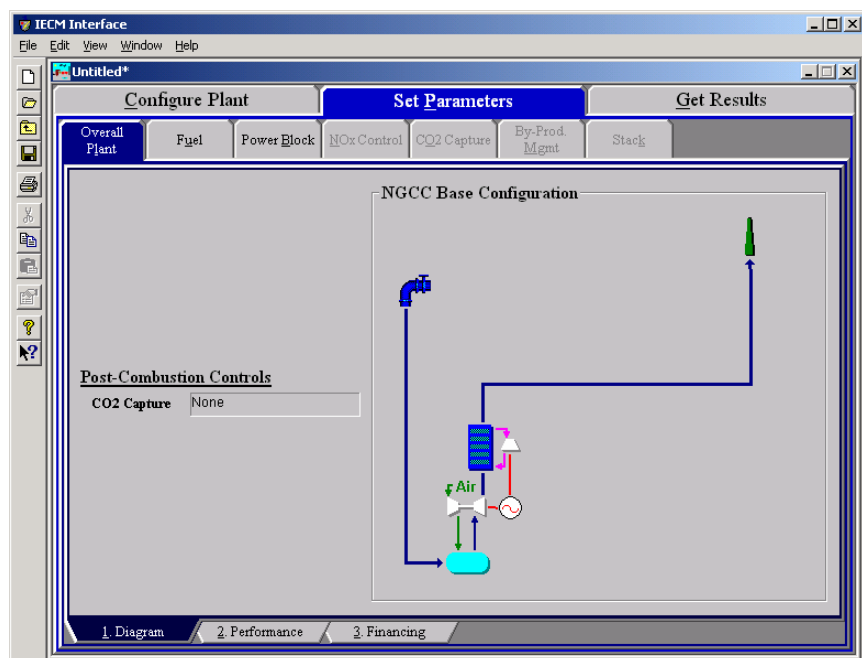 IECM Interface
File Edit View Window Help
Untitled*
Configure Plant Set Parameters Get Results
Overall Plant Fuel Power Block NOx Control CO2 Capture By-Prod. Mgmt Stack
NGCC Base Configuration
Post-Combustion Controls
CO2 Capture None
Air
1. Diagram 2. Performance 3. Financing